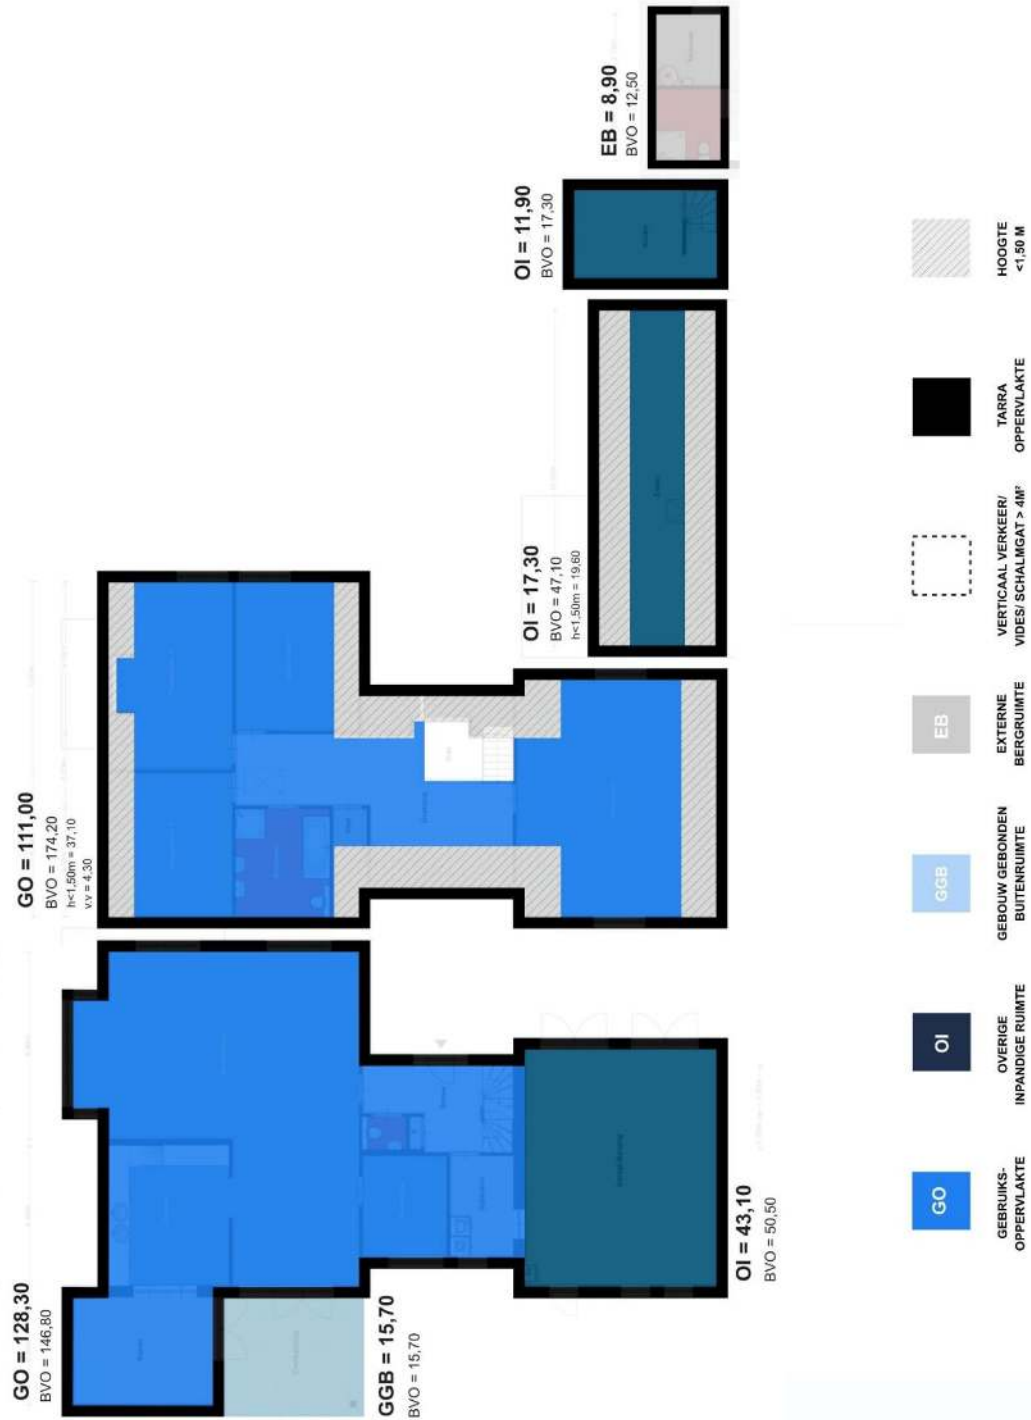 GO = 128,30
BVO = 146,80
GGB = 15,70
BVO = 15,70
OI = 43,10
BVO = 50,50
GO = 111,00
BVO = 174,20
h<1,50m = 37,10
v.v = 4,30
OI = 17,30
BVO = 47,10
h<1,50m = 19,60
OI = 11,90
BVO = 17,30
EB = 8,90
BVO = 12,50
GO
GEBRUIKS-
OPPERVLAKTE
OI
OVERIGE
INPANDIGE RUIMTE
GGB
GEBOUW GEBONDEN
BUITENRUIMTE
EB
EXTERNE
BERGRUIMTE
VERTICAAL VERKEER/
VIDES/ SCHALMGAT > 4M²
TARRA
OPPERVLAKTE
HOOGTE
<1,50 M